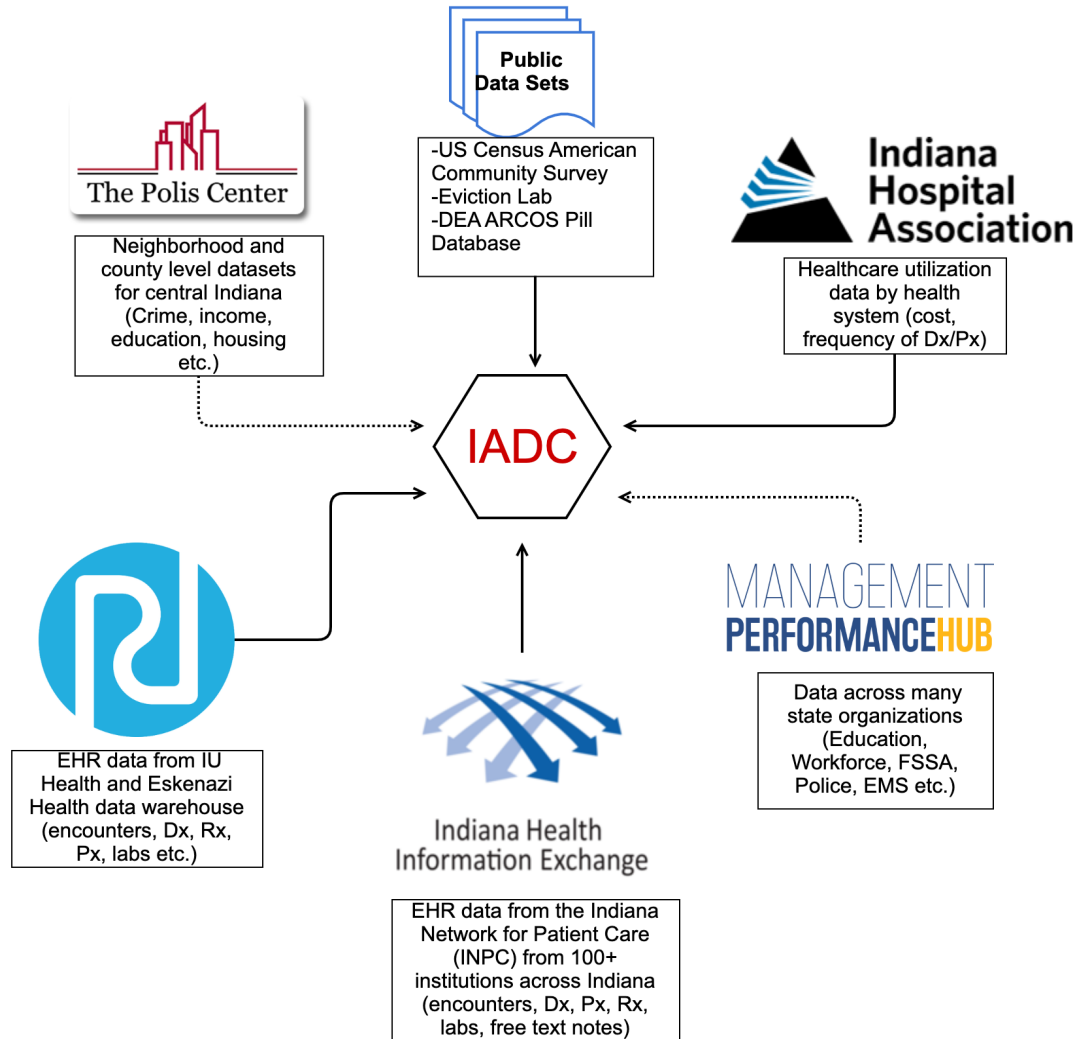 Public
Data Sets
-US Census American
Community Survey
-Eviction Lab
-DEA ARCOS Pill
Database
The Polis Center
Neighborhood and
county level datasets
for central Indiana
(Crime, income,
education, housing
etc.)
Indiana
Hospital
Association
Healthcare utilization
data by health
system (cost,
frequency of Dx/Px)
IADC
EHR data from IU
Health and Eskenazi
Health data warehouse
(encounters, Dx, Rx,
Px, labs etc.)
Indiana Health
Information Exchange
EHR data from the Indiana
Network for Patient Care
(INPC) from 100+
institutions across Indiana
(encounters, Dx, Px, Rx,
labs, free text notes)
MANAGEMENT
PERFORMANCEHUB
Data across many
state organizations
(Education,
Workforce, FSSA,
Police, EMS etc.)